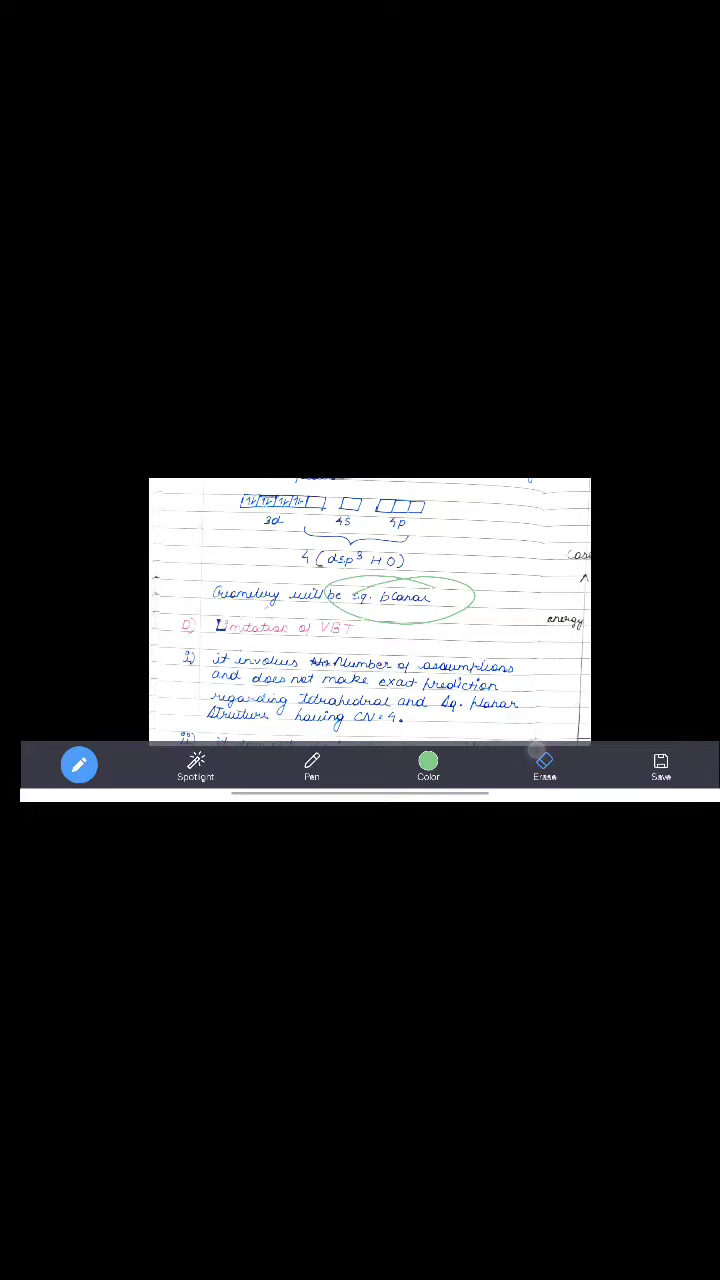 3d 4s 4p
4 (dsp³ HO)
Case
Geometry will be sq. planar
energy
D) Limitation of VBT
i) it involves Number of assumptions
and does not make exact prediction
regarding Tetrahedral and Sq. planar
Structure having CN=4.
ii)
Spotlight Pen Color Erase Save